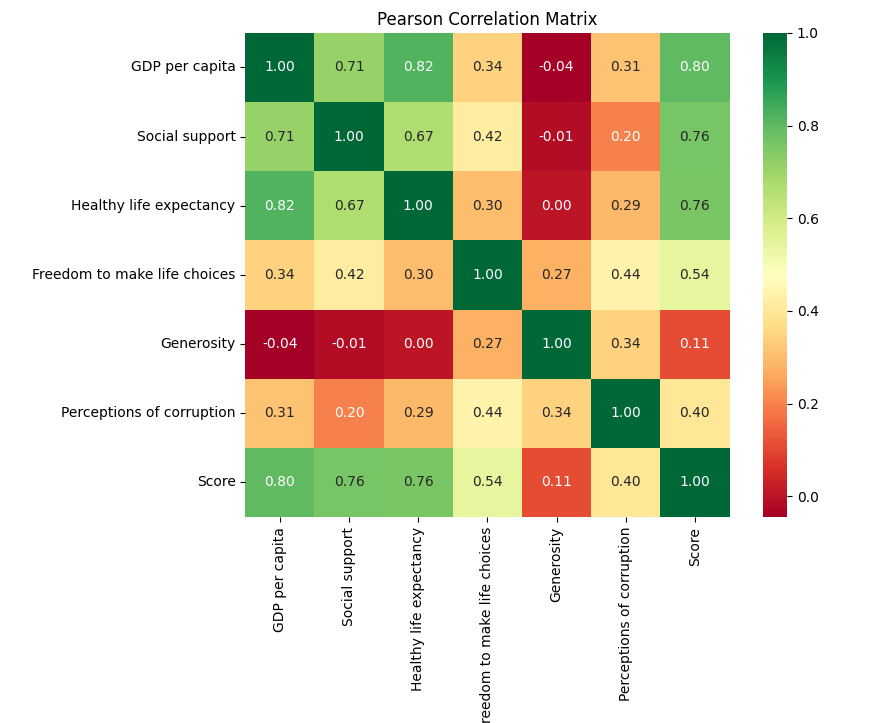 Pearson Correlation Matrix
GDP per capita 1.00 0.71 0.82 0.34 -0.04 0.31 0.80
Social support 0.71 1.00 0.67 0.42 -0.01 0.20 0.76
Healthy life expectancy 0.82 0.67 1.00 0.30 0.00 0.29 0.76
Freedom to make life choices 0.34 0.42 0.30 1.00 0.27 0.44 0.54
Generosity -0.04 -0.01 0.00 0.27 1.00 0.34 0.11
Perceptions of corruption 0.31 0.20 0.29 0.44 0.34 1.00 0.40
Score 0.80 0.76 0.76 0.54 0.11 0.40 1.00
GDP per capita
Social support
Healthy life expectancy
reedom to make life choices
Generosity
Perceptions of corruption
Score
1.0
0.8
0.6
0.4
0.2
0.0